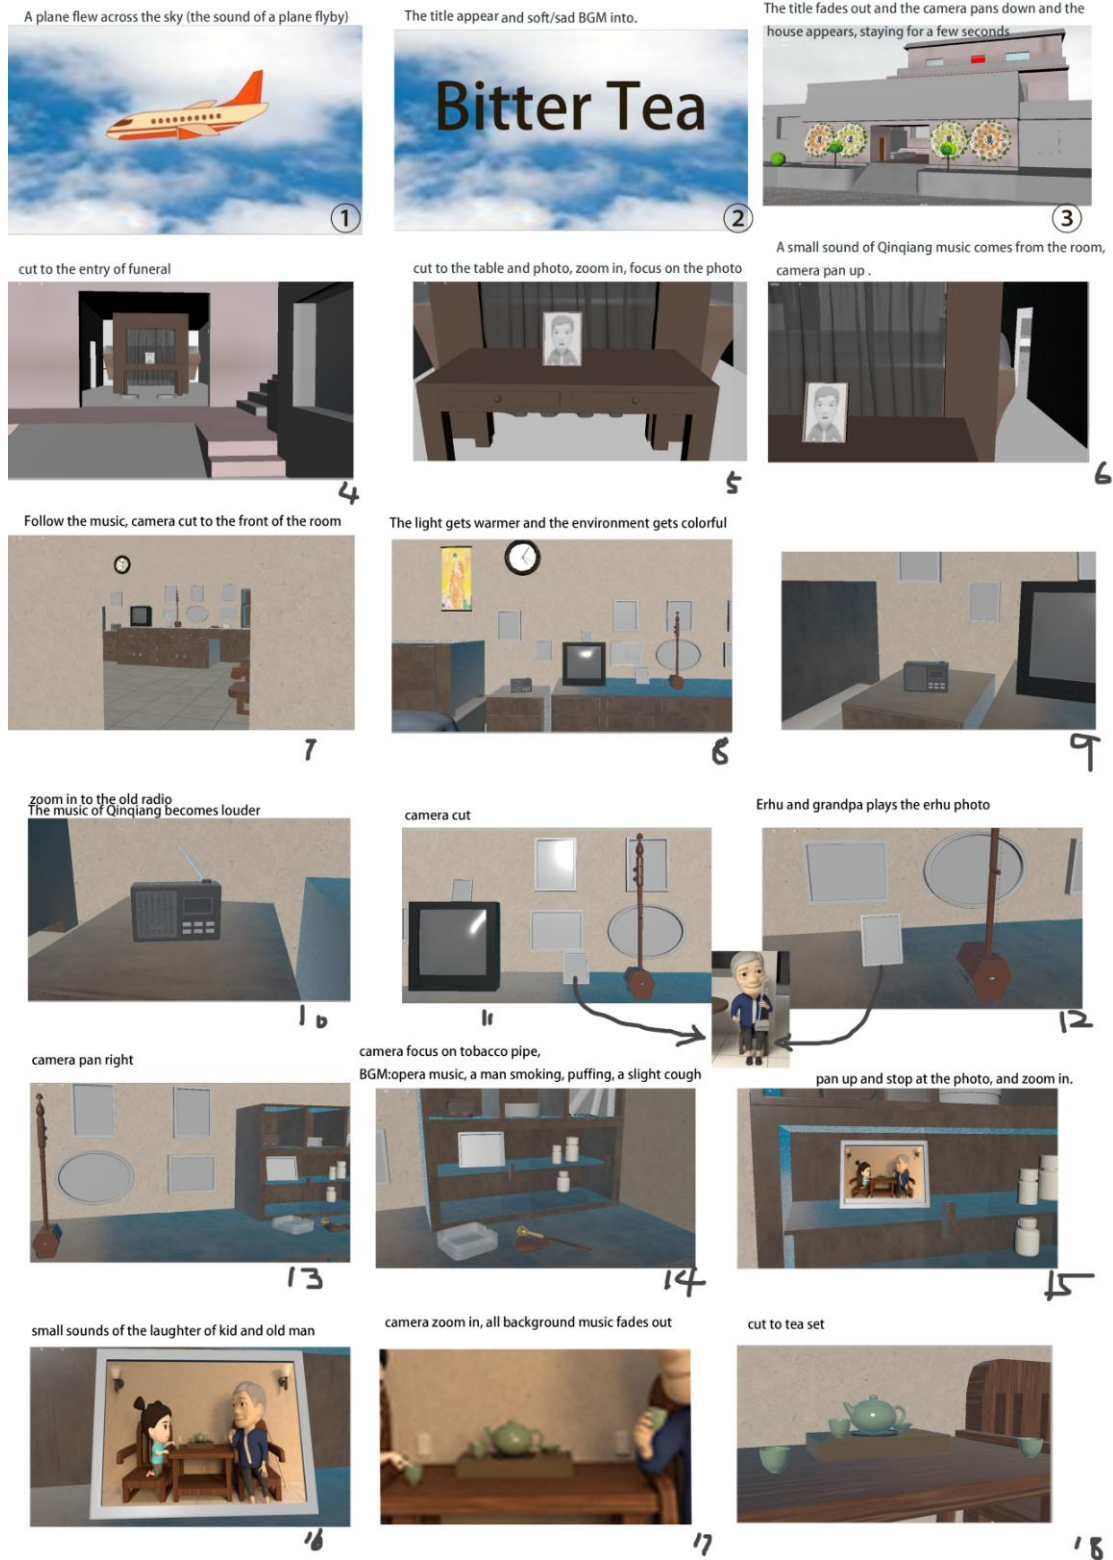 A plane flew across the sky (the sound of a plane flyby)
①
The title appear and soft/sad BGM into.
Bitter Tea
②
The title fades out and the camera pans down and the
house appears, staying for a few seconds
③
cut to the entry of funeral
4
cut to the table and photo, zoom in, focus on the photo
5
A small sound of Qinqiang music comes from the room,
camera pan up .
6
Follow the music, camera cut to the front of the room
7
The light gets warmer and the environment gets colorful
8
9
zoom in to the old radio
The music of Qinqiang becomes louder
10
camera cut
11
Erhu and grandpa plays the erhu photo
12
camera pan right
13
camera focus on tobacco pipe,
BGM:opera music, a man smoking, puffing, a slight cough
14
pan up and stop at the photo, and zoom in.
15
small sounds of the laughter of kid and old man
16
camera zoom in, all background music fades out
17
cut to tea set
18